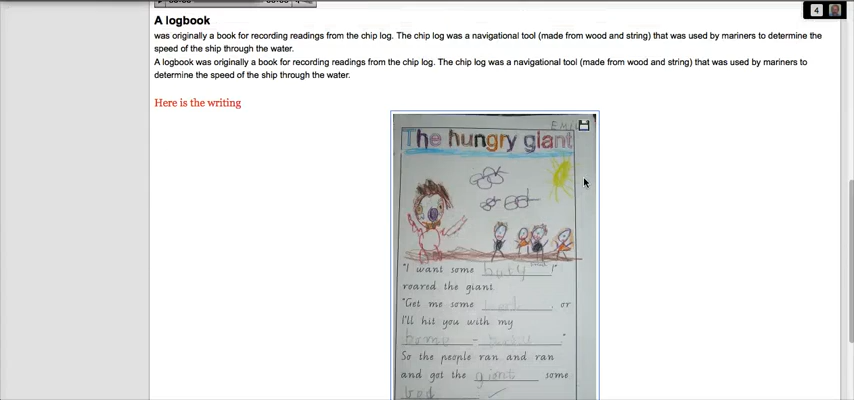 A logbook
was originally a book for recording readings from the chip log. The chip log was a navigational tool (made from wood and string) that was used by mariners to determine the
speed of the ship through the water.
A logbook was originally a book for recording readings from the chip log. The chip log was a navigational tool (made from wood and string) that was used by mariners to
determine the speed of the ship through the water.
Here is the writing
4
The hungry giant
"I want some !"
roared the giant
"Get me some or
I'll hit you with my
- "
So the people ran and ran
and got the giant some